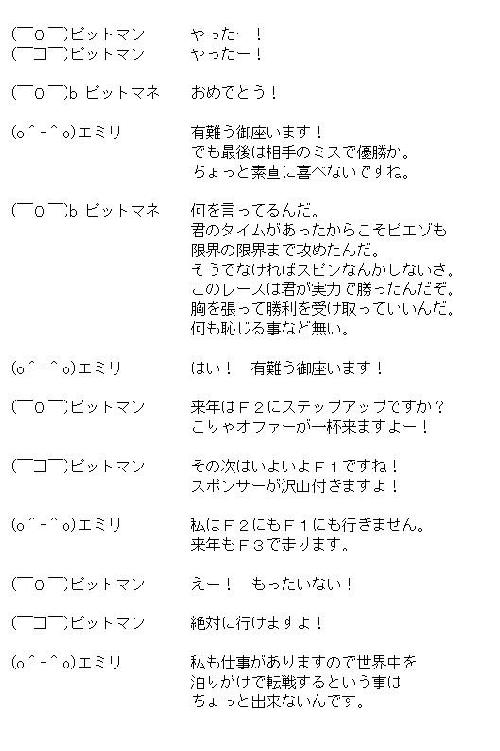 (￣O￣)ピットマン　やったー！
(￣コ￣)ピットマン　やったー！
(￣O￣)b ピットマネ　おめでとう！
(o＾-＾o)エミリ　有難う御座います！
でも最後は相手のミスで優勝か。
ちょっと素直に喜べないですね。
(￣O￣)b ピットマネ　何を言ってるんだ。
君のタイムがあったからこそピエゾも
限界の限界まで攻めたんだ。
そうでなければスピンなんかしないさ。
このレースは君が実力で勝ったんだぞ。
胸を張って勝利を受け取っていいんだ。
何も恥じる事など無い。
(o＾-＾o)エミリ　はい！　有難う御座います！
(￣O￣)ピットマン　来年はF２にステップアップですか？
こりゃオファーが一杯来ますよー！
(￣コ￣)ピットマン　その次はいよいよF１ですね！
スポンサーが沢山付きますよ！
(o＾-＾o)エミリ　私はF２にもF１にも行きません。
来年もF３で走ります。
(￣O￣)ピットマン　えー！　もったいない！
(￣コ￣)ピットマン　絶対に行けますよ！
(o＾-＾o)エミリ　私も仕事がありますので世界中を
泊りがけで転戦するという事は
ちょっと出来ないんです。